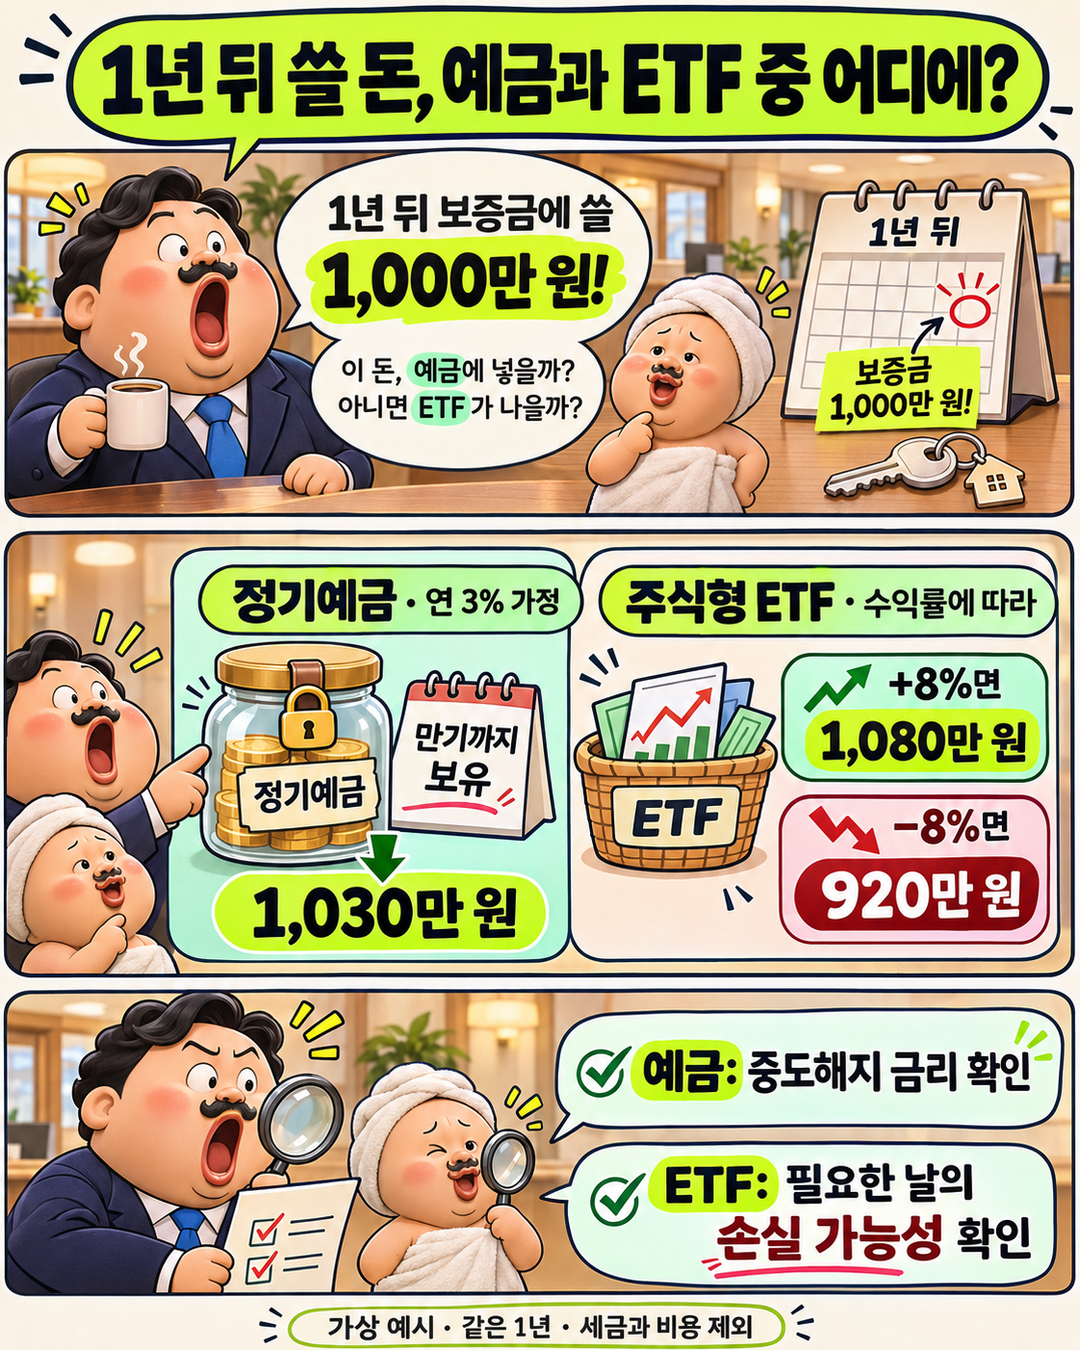 1년 뒤 쓸 돈, 예금과 ETF 중 어디에?
1년 뒤 보증금에 쓸
1,000만 원!
이 돈, 예금에 넣을까?
아니면 ETF가 나을까?
1년 뒤
보증금
1,000만 원!
정기예금 · 연 3% 가정
정기예금
만기까지
보유
1,030만 원
주식형 ETF · 수익률에 따라
ETF
+8%면
1,080만 원
−8%면
920만 원
예금: 중도해지 금리 확인
ETF: 필요한 날의
손실 가능성 확인
가상 예시 · 같은 1년 · 세금과 비용 제외